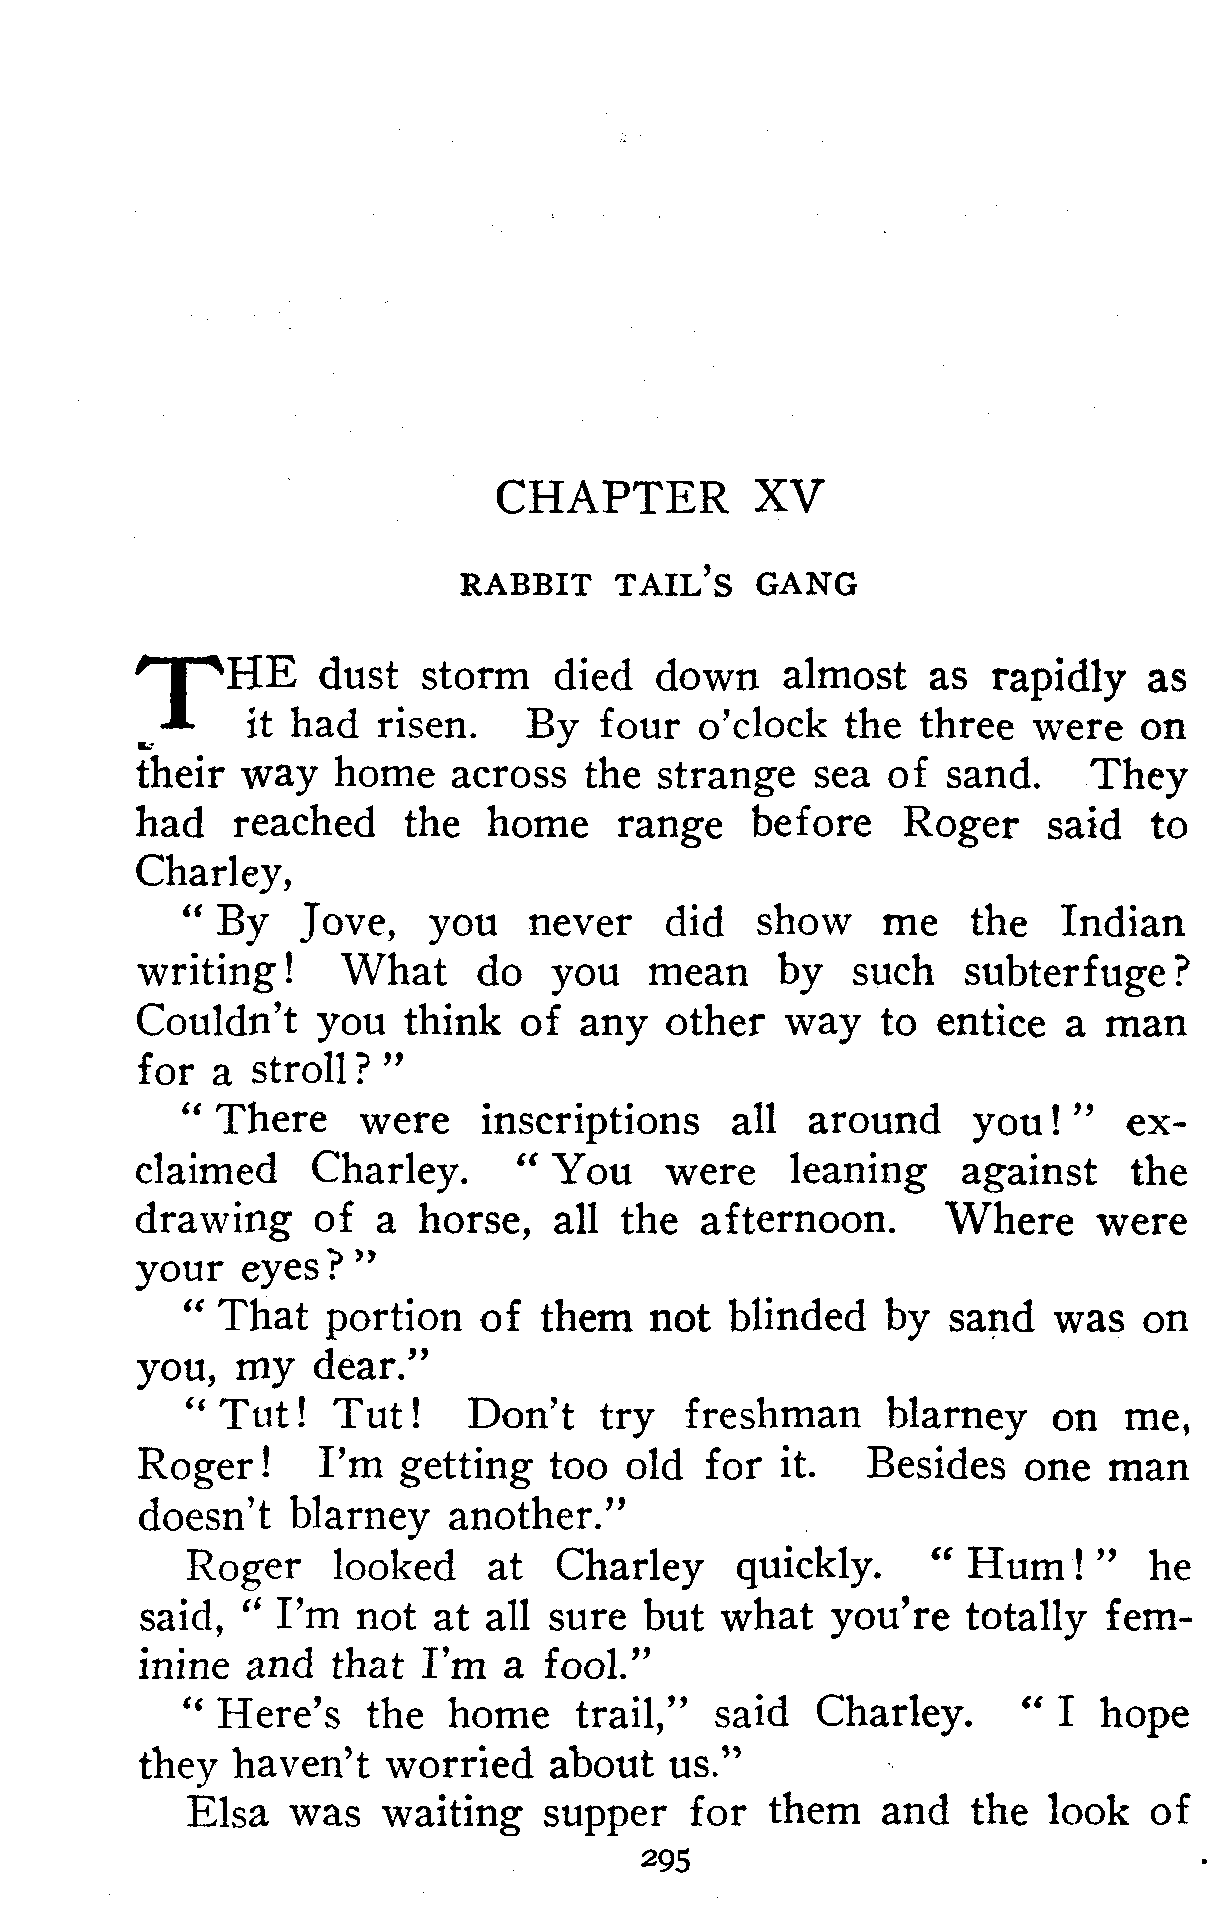 CHAPTER XV
RABBIT TAIL'S GANG
THE dust storm died down almost as rapidly as
it had risen. By four o'clock the three were on
their way home across the strange sea of sand. They
had reached the home range before Roger said to
Charley,
" By Jove, you never did show me the Indian
writing! What do you mean by such subterfuge?
Couldn't you think of any other way to entice a man
for a stroll? "
" There were inscriptions all around you! " ex-
claimed Charley. " You were leaning against the
drawing of a horse, all the afternoon. Where were
your eyes? "
" That portion of them not blinded by sand was on
you, my dear."
" Tut! Tut! Don't try freshman blarney on me,
Roger! I'm getting too old for it. Besides one man
doesn't blarney another."
Roger looked at Charley quickly. " Hum! " he
said, " I'm not at all sure but what you're totally fem-
inine and that I'm a fool."
" Here's the home trail," said Charley. " I hope
they haven't worried about us."
Elsa was waiting supper for them and the look of
295